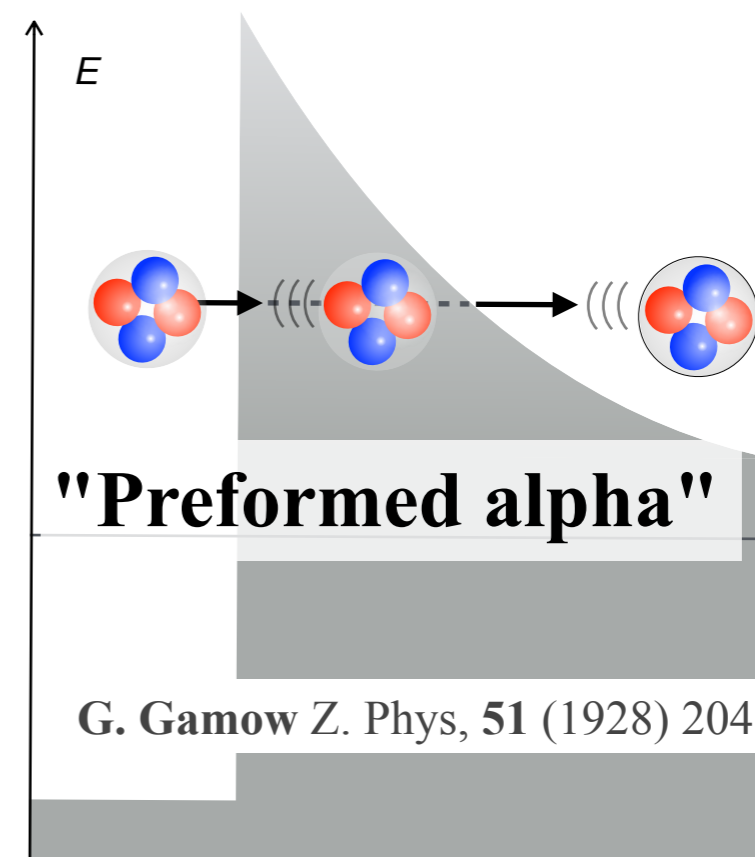 E
"Preformed alpha"
G. Gamow Z. Phys, 51 (1928) 204